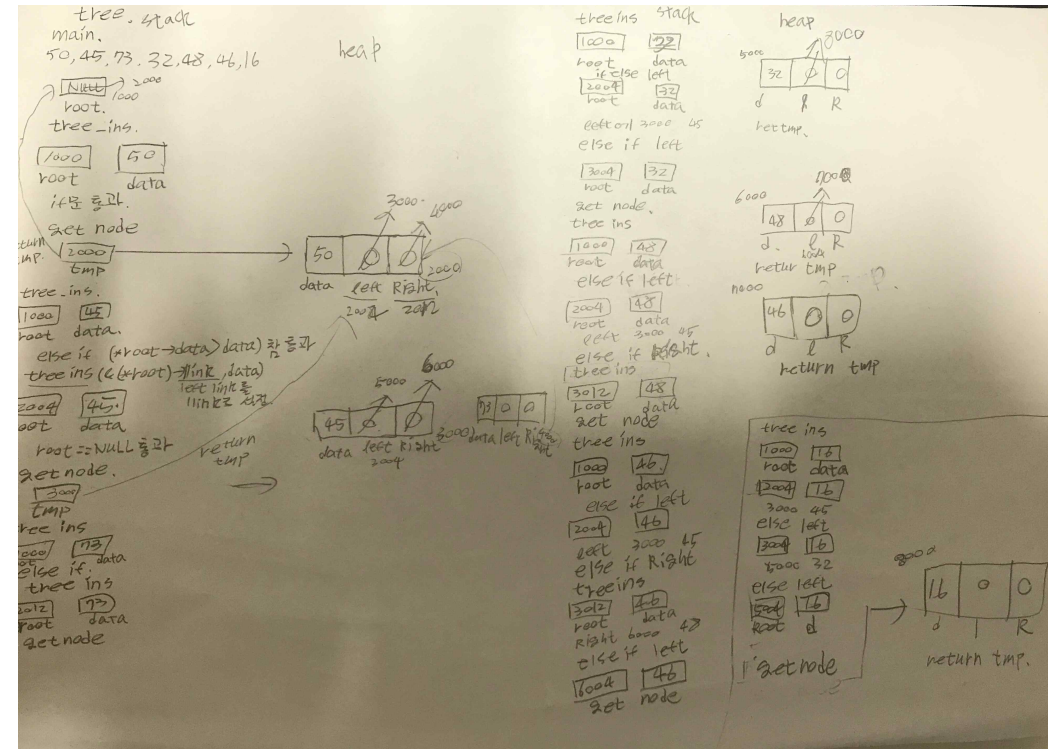 tree. stack
main.
50, 45, 73, 32, 48, 46, 16
NULL → 2000
1000
root.
tree_ins.
1000 50
root data
if문 통과.
get node
return tmp.
2000
tmp
tree_ins.
1000 45
root data.
else if (*root→data>data) 참 통과
tree ins (&(*root)→llink, data)
left link를
llink로 설정
2004 45.
root data
root==NULL 통과
get node.
return tmp
3000
tmp
tree ins
1000 73
root data
else if.
tree ins
2012 73
root data
get node
heap
3000. 4000
50 0 0
2000
data left Right.
2004 2012
5000 6000
45 0 0
3000
data left Right
2004
73 0 0
data left Right
tree ins stack
1000 32
root data
if else left
2004 32
root data
left이 3000 45
else if left
3004 32
root data
get node.
tree ins
1000 48
root data
else if left
2004 48
root data
left 3000 45
else if Right.
tree ins
3012 48
root data
get node
tree ins
1000 46.
root data
else if left
2004 46
left 3000 45
else if Right
tree ins
3012 46
root data
Right 6000 48
else if left
6004 46
get node
heap
8000
5000
32 0 0
d l R
ret tmp.
6000
48 0 0
d. l R
retur tmp
7000
46 0 0
d l R
return tmp
tree ins
1000 16
root data
2004 16
3000 45
else left
3004 16
5000 32
else left
5004 16
Root d
get node
8000
16 0 0
d l R
return tmp.